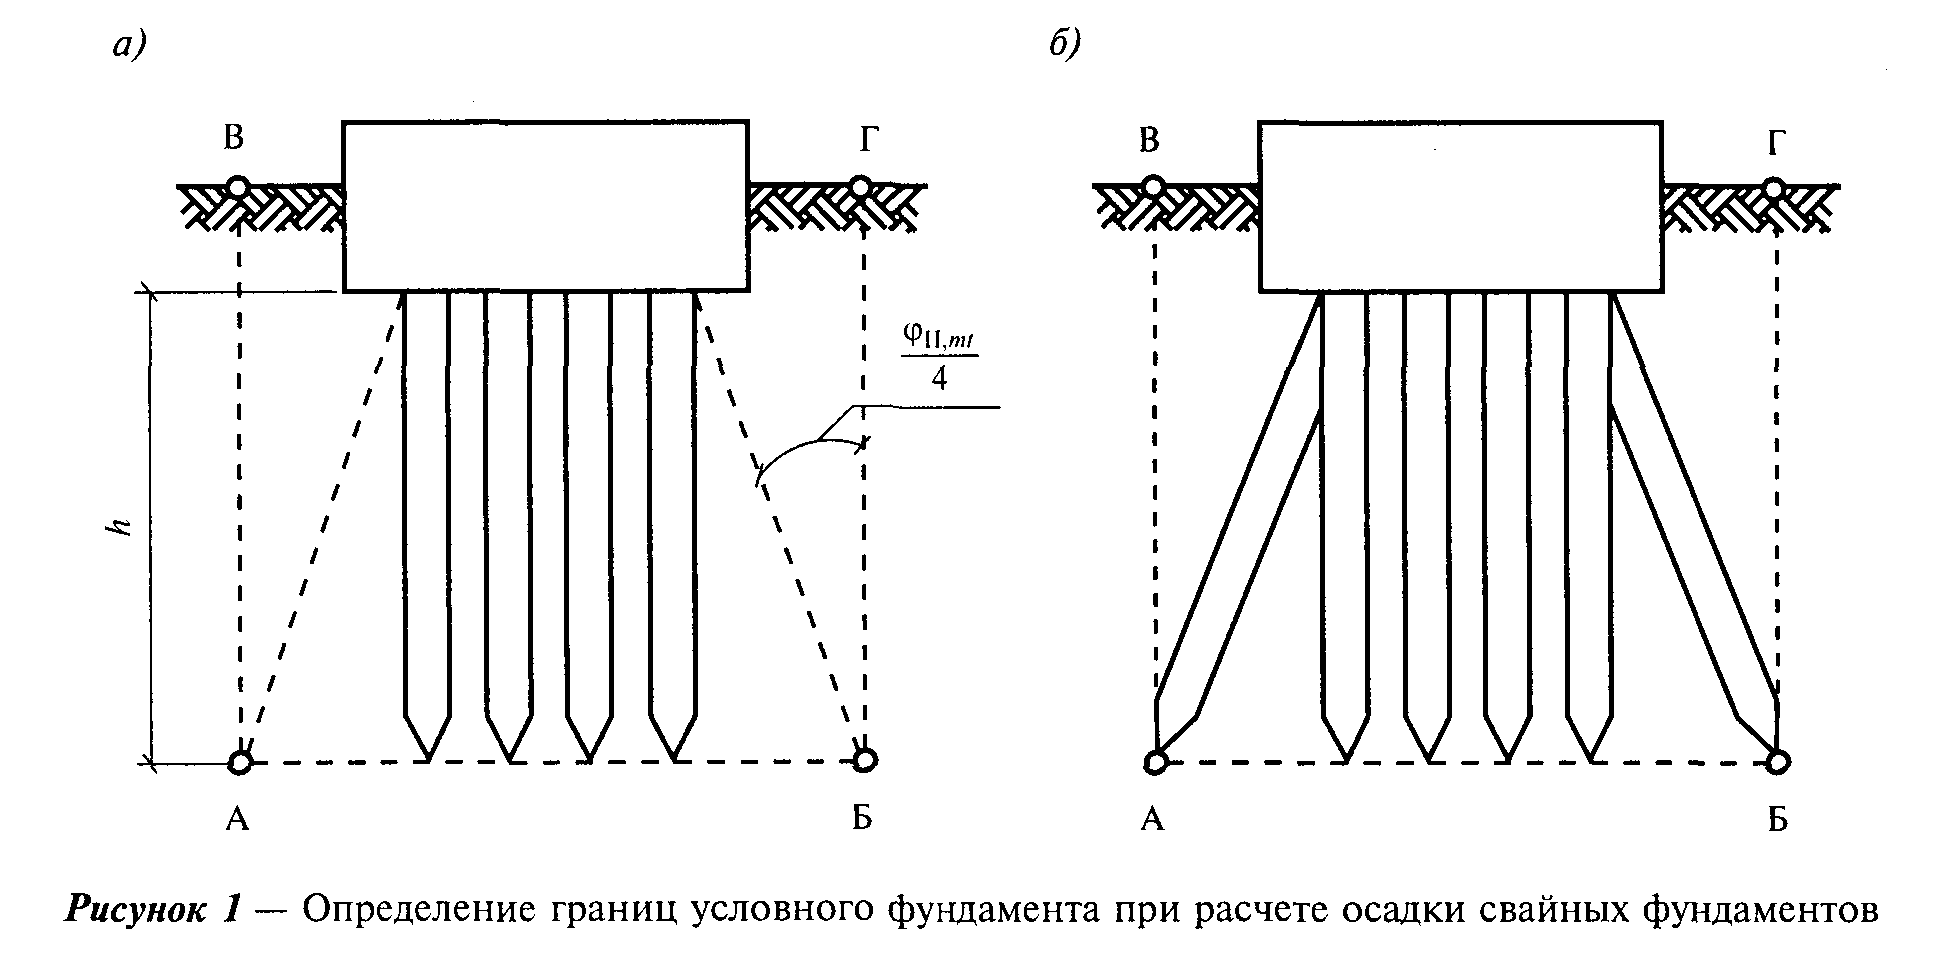 а)
б)
В
Г
В
Г
φII,mt
4
h
А
Б
А
Б
Рисунок 1 — Определение границ условного фундамента при расчете осадки свайных фундаментов